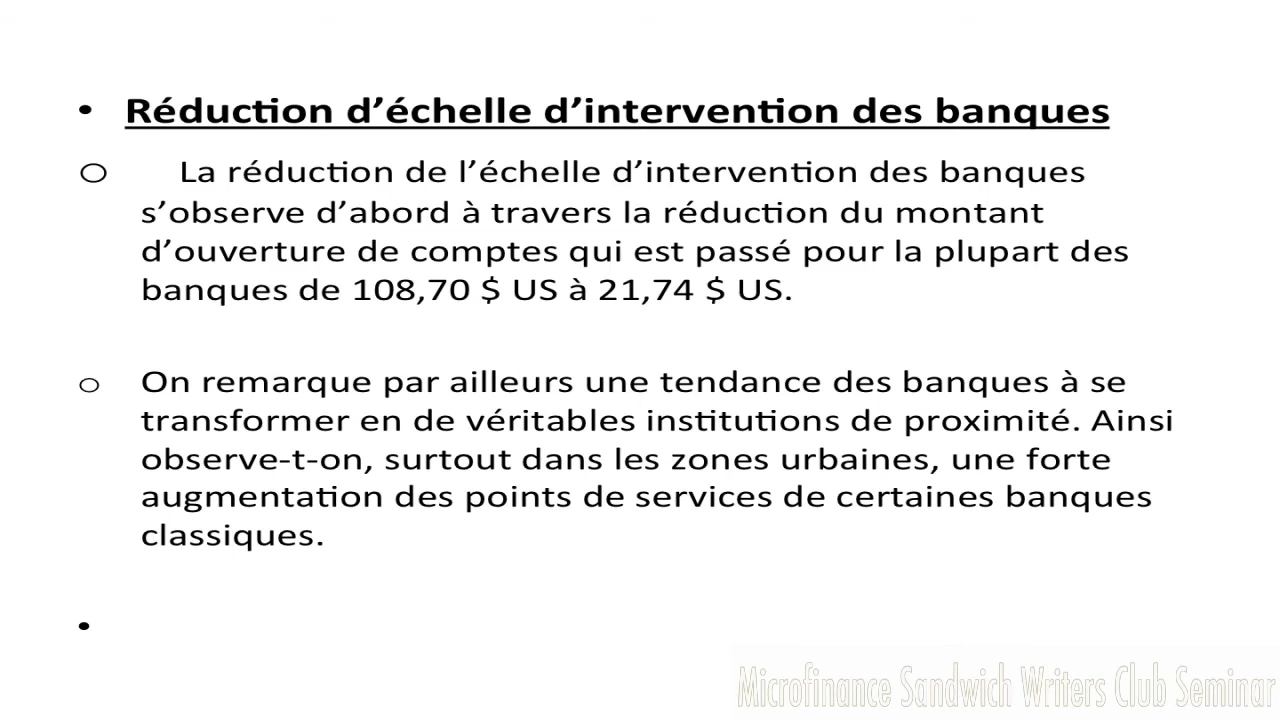 • Réduction d’échelle d’intervention des banques
○ La réduction de l’échelle d’intervention des banques
s’observe d’abord à travers la réduction du montant
d’ouverture de comptes qui est passé pour la plupart des
banques de 108,70 $ US à 21,74 $ US.
○ On remarque par ailleurs une tendance des banques à se
transformer en de véritables institutions de proximité. Ainsi
observe-t-on, surtout dans les zones urbaines, une forte
augmentation des points de services de certaines banques
classiques.
•
Microfinance Sandwich Writers Club Seminar